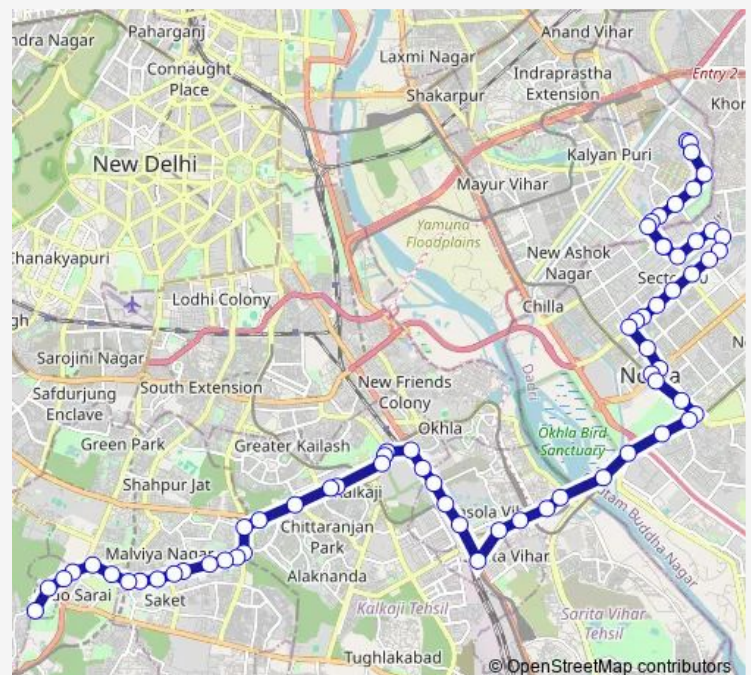 Paharganj
Anand Vihar
ndra Nagar
Laxmi Nagar
Connaught
Place
Indraprastha
Extension
Entry 2
Shakarpur
Khor
New Delhi
Kalyan Puri
Mayur Vihar
Yamuna
Floodplains
Chanakyapuri
New Ashok
Nagar
Lodhi Colony
Chilla
gh
Sarojini Nagar
Dadri
South Extension
New Friends
Colony
Safdurjung
Enclave
Okhla
Okhla Bird
Sanctuary
Green Park
Greater Kailash
Shahpur Jat
Kalkaji
Chittaranjan
Park
Malviya Nagar
Alaknanda
Saket
Kalkaji Tehsil
Sarita Vihar
Tehsil
Tughlakabad
© OpenStreetMap contributors